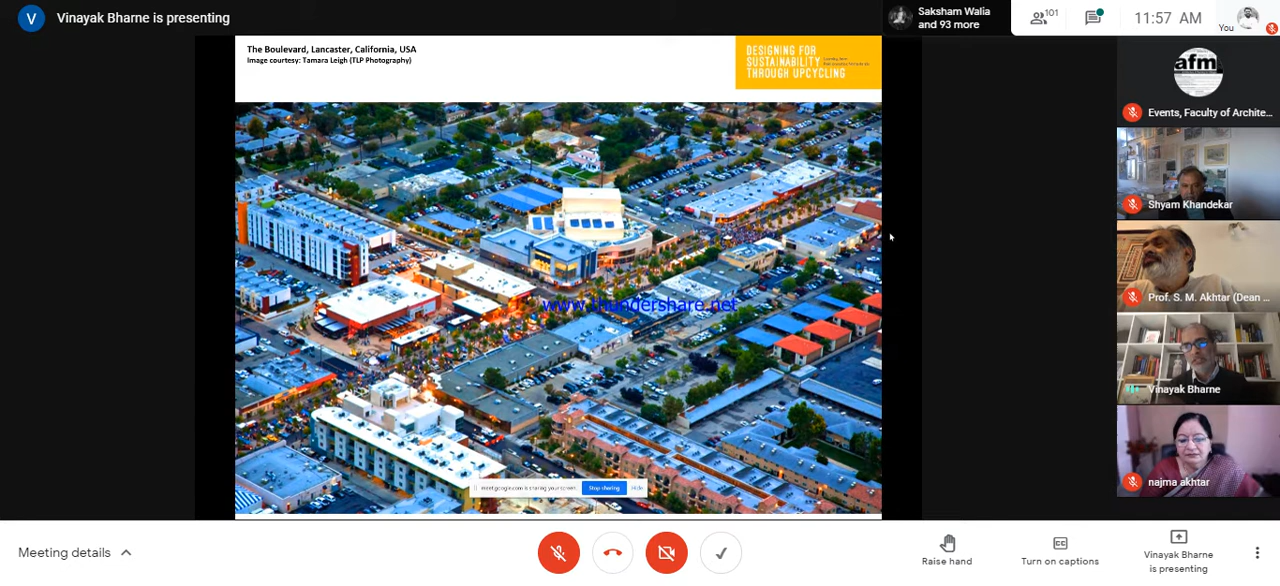 V
Vinayak Bharne is presenting
Saksham Walia
and 93 more
101
11:57 AM
You
The Boulevard, Lancaster, California, USA
Image courtesy: Tamara Leigh (TLP Photography)
DESIGNING FOR
SUSTAINABILITY
THROUGH UPCYCLING
afm
Events, Faculty of Archite...
Shyam Khandekar
Prof. S. M. Akhtar (Dean ...
Vinayak Bharne
najma akhtar
www.thundershare.net
meet.google.com is sharing your screen.
Stop sharing
Hide
Meeting details
Raise hand
CC
Turn on captions
Vinayak Bharne
is presenting